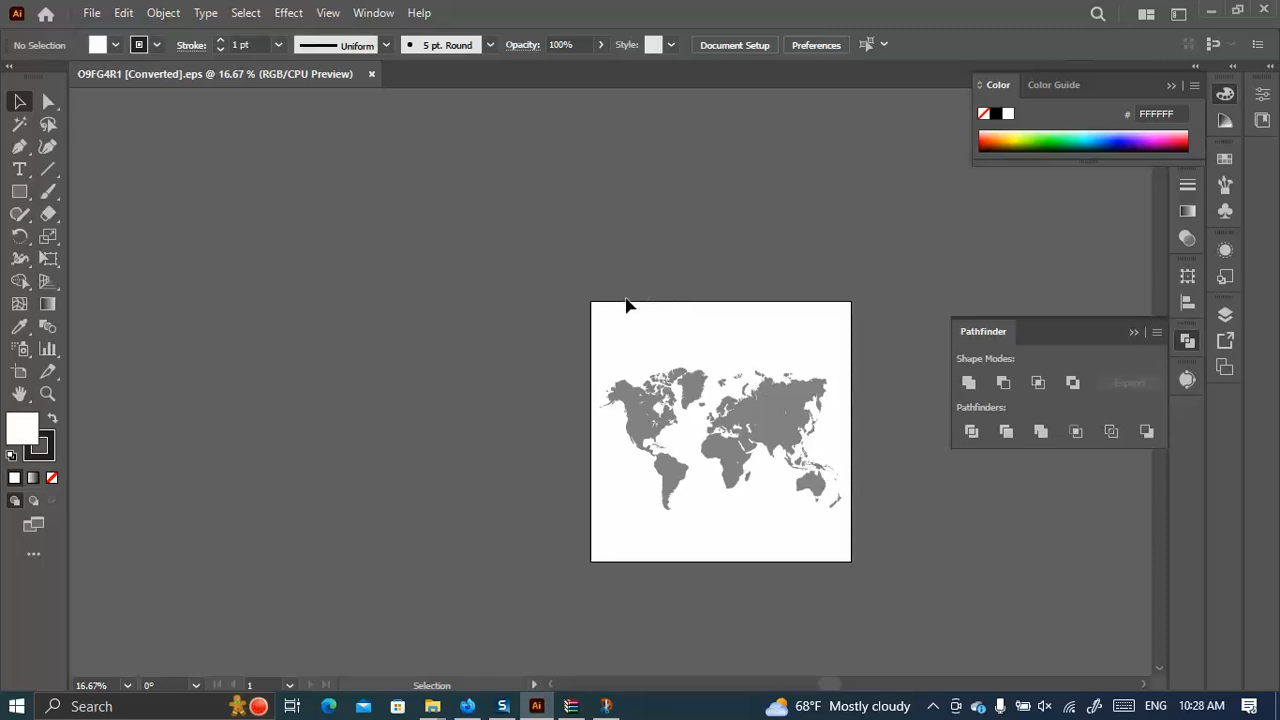 Ai File Edit Object Type Select Effect View Window Help
No Selection Stroke: 1 pt Uniform 5 pt. Round Opacity: 100% Style: Document Setup Preferences
O9FG4R1 [Converted].eps @ 16.67 % (RGB/CPU Preview)
Color Color Guide
# FFFFFF
Pathfinder
Shape Modes:
Expand
Pathfinders:
16.67% 0° 1 Selection
Search Ai 68°F Mostly cloudy ENG 10:28 AM